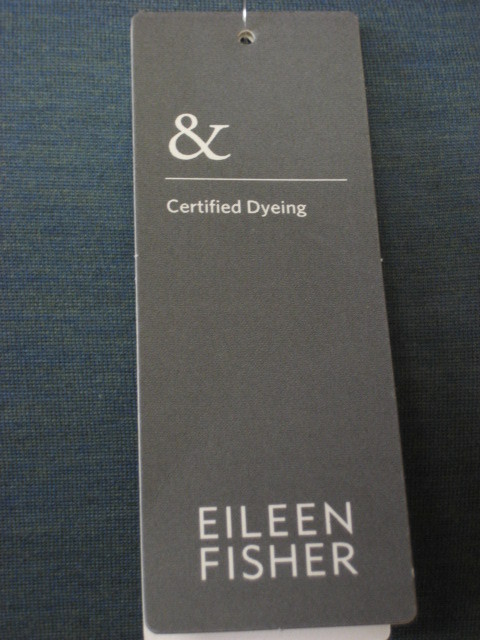 &
Certified Dyeing
EILEEN
FISHER